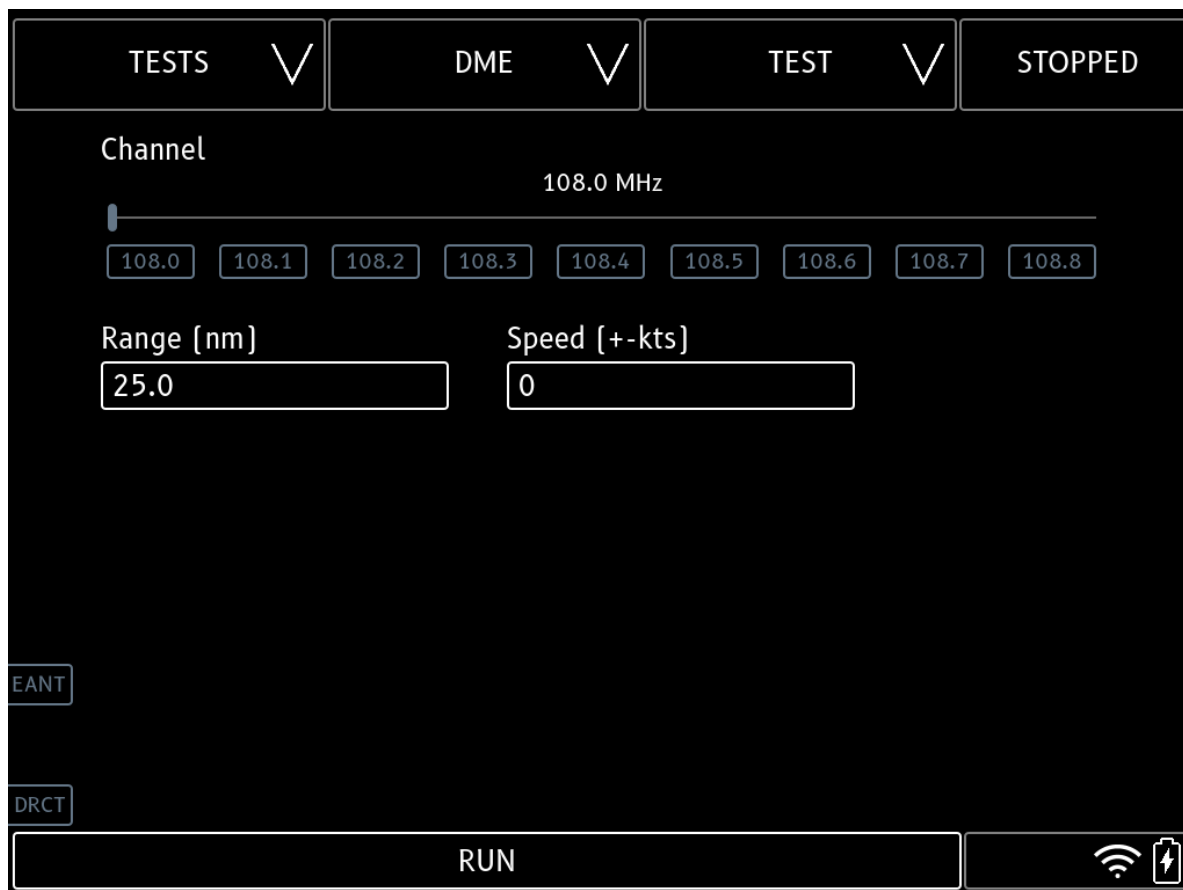 TESTS DME TEST STOPPED
Channel
108.0 MHz
108.0 108.1 108.2 108.3 108.4 108.5 108.6 108.7 108.8
Range (nm) Speed (+-kts)
25.0 0
EANT
DRCT
RUN